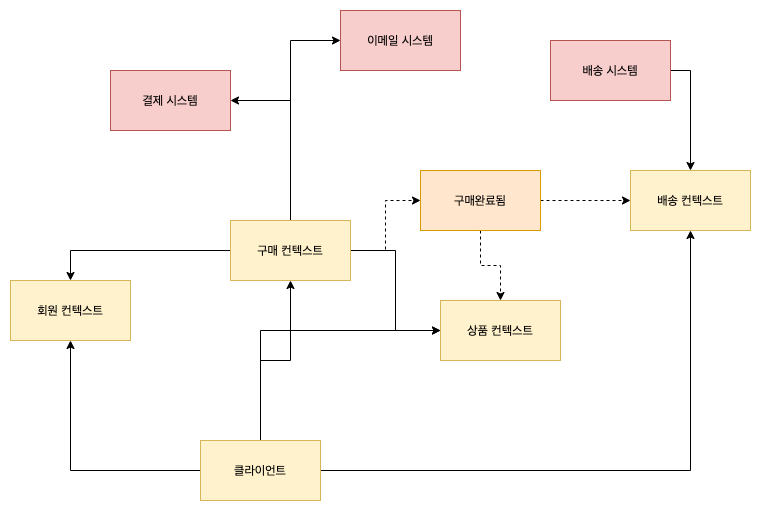 이메일 시스템
배송 시스템
결제 시스템
구매완료됨
배송 컨텍스트
구매 컨텍스트
회원 컨텍스트
상품 컨텍스트
클라이언트